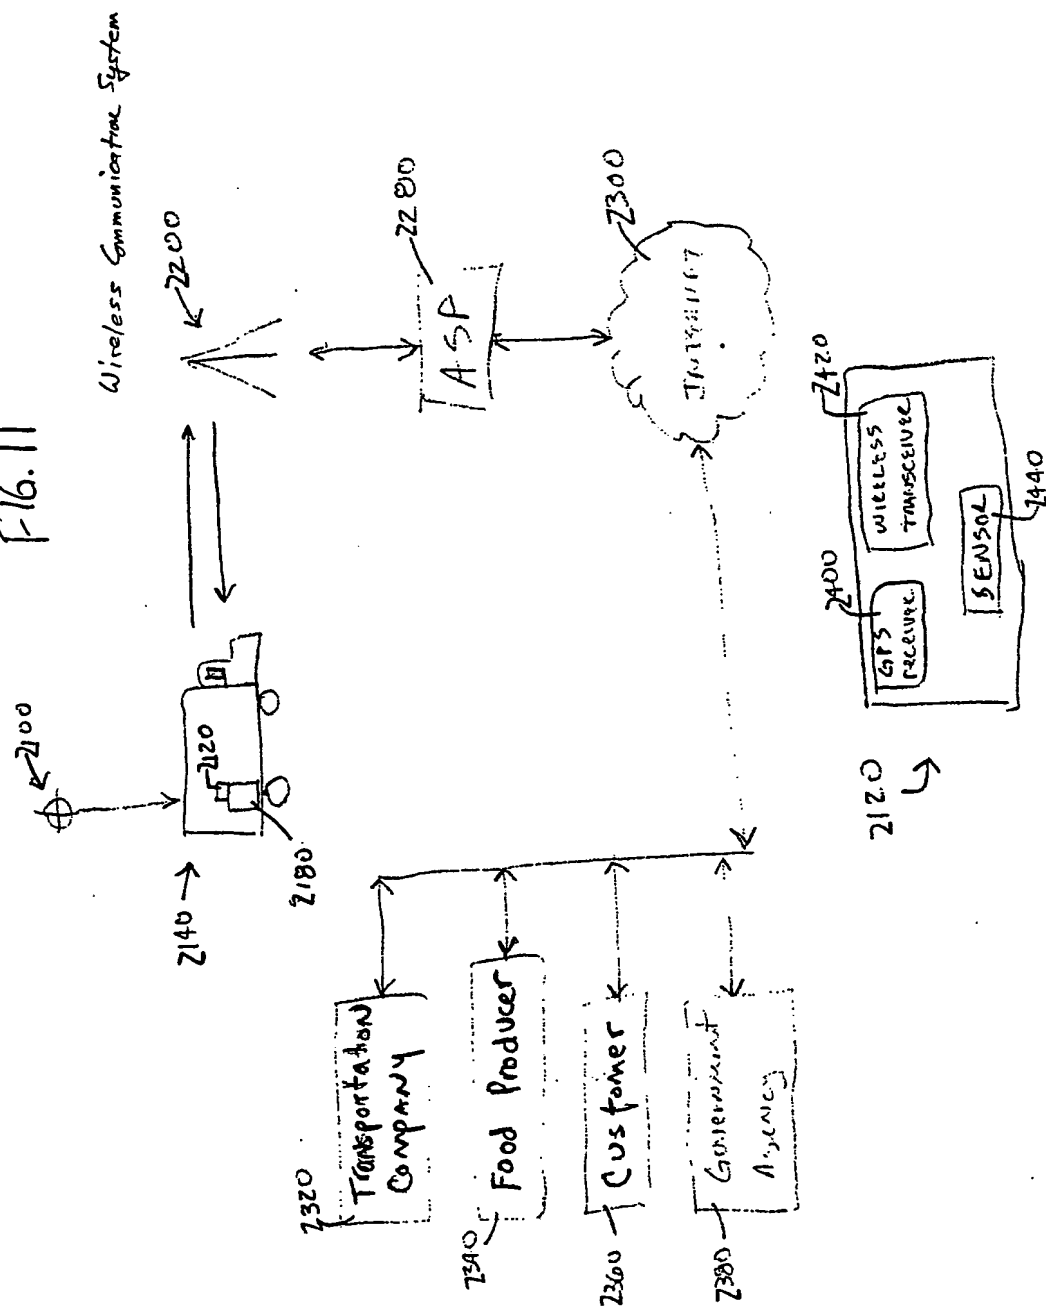 FIG. 11
Wireless Communication System
2100
2200
2140
2120
2180
ASP
2280
INTERNET
2300
2320
TRANSPORTATION
COMPANY
2340
Food Producer
2360
Customer
2380
Government
Agency
2120
2400
GPS
receiver
2420
WIRELESS
TRANSCEIVER
SENSOR
2440